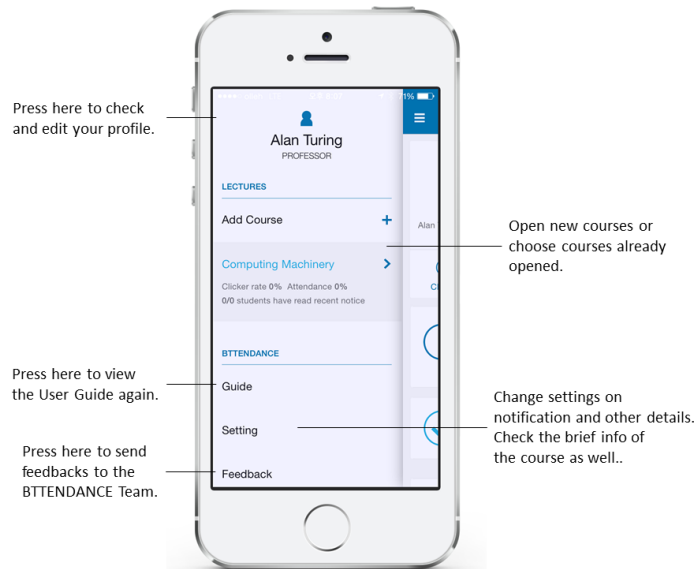 Press here to check
and edit your profile.
71%
Alan Turing
PROFESSOR
LECTURES
Add Course
+
Alan
Open new courses or
choose courses already
opened.
Computing Machinery
Clicker rate 0% Attendance 0%
0/0 students have read recent notice
BTTENDANCE
Press here to view
the User Guide again.
Guide
Setting
Change settings on
notification and other details.
Check the brief info of
the course as well..
Press here to send
feedbacks to the
BTTENDANCE Team.
Feedback